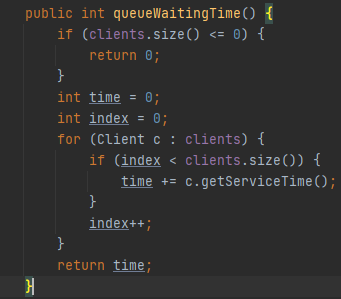 public int queueWaitingTime() {
    if (clients.size() <= 0) {
        return 0;
    }
    int time = 0;
    int index = 0;
    for (Client c : clients) {
        if (index < clients.size()) {
            time += c.getServiceTime();
        }
        index++;
    }
    return time;
}